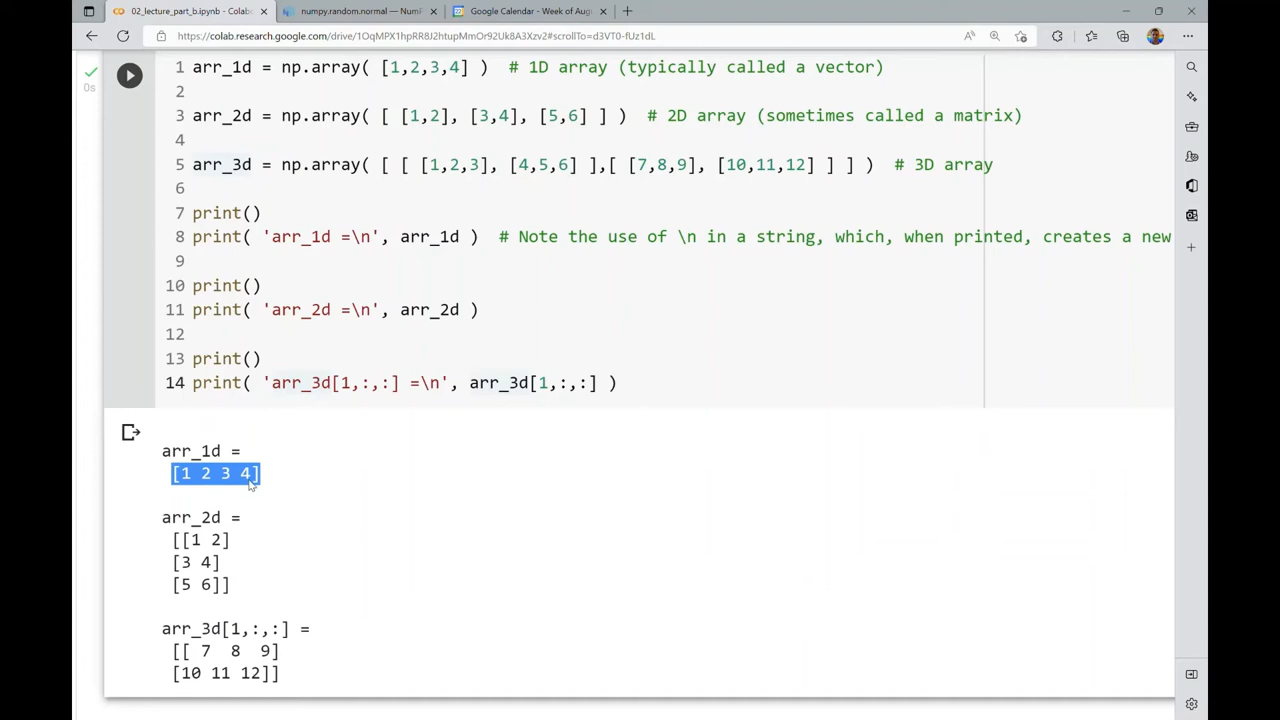 02_lecture_part_b.ipynb - Colabo
numpy.random.normal — NumP
Google Calendar - Week of Augu
https://colab.research.google.com/drive/1OqMPX1hpRR8J2htupMmOr92Uk8A3Xzv2#scrollTo=d3VT0-fUz1dL
0s
1 arr_1d = np.array( [1,2,3,4] )  # 1D array (typically called a vector)
2
3 arr_2d = np.array( [ [1,2], [3,4], [5,6] ] )  # 2D array (sometimes called a matrix)
4
5 arr_3d = np.array( [ [ [1,2,3], [4,5,6] ],[ [7,8,9], [10,11,12] ] ] )  # 3D array
6
7 print()
8 print( 'arr_1d =\n', arr_1d )  # Note the use of \n in a string, which, when printed, creates a new
9
10 print()
11 print( 'arr_2d =\n', arr_2d )
12
13 print()
14 print( 'arr_3d[1,:,:] =\n', arr_3d[1,:,:] )
arr_1d =
[1 2 3 4]
arr_2d =
[[1 2]
[3 4]
[5 6]]
arr_3d[1,:,:] =
[[ 7  8  9]
[10 11 12]]